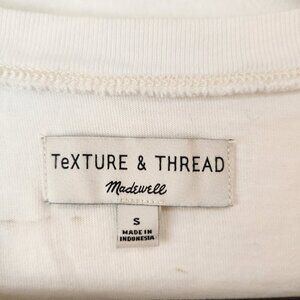 TeXTURE & THREAD
Madewell
S
MADE IN
INDONESIA